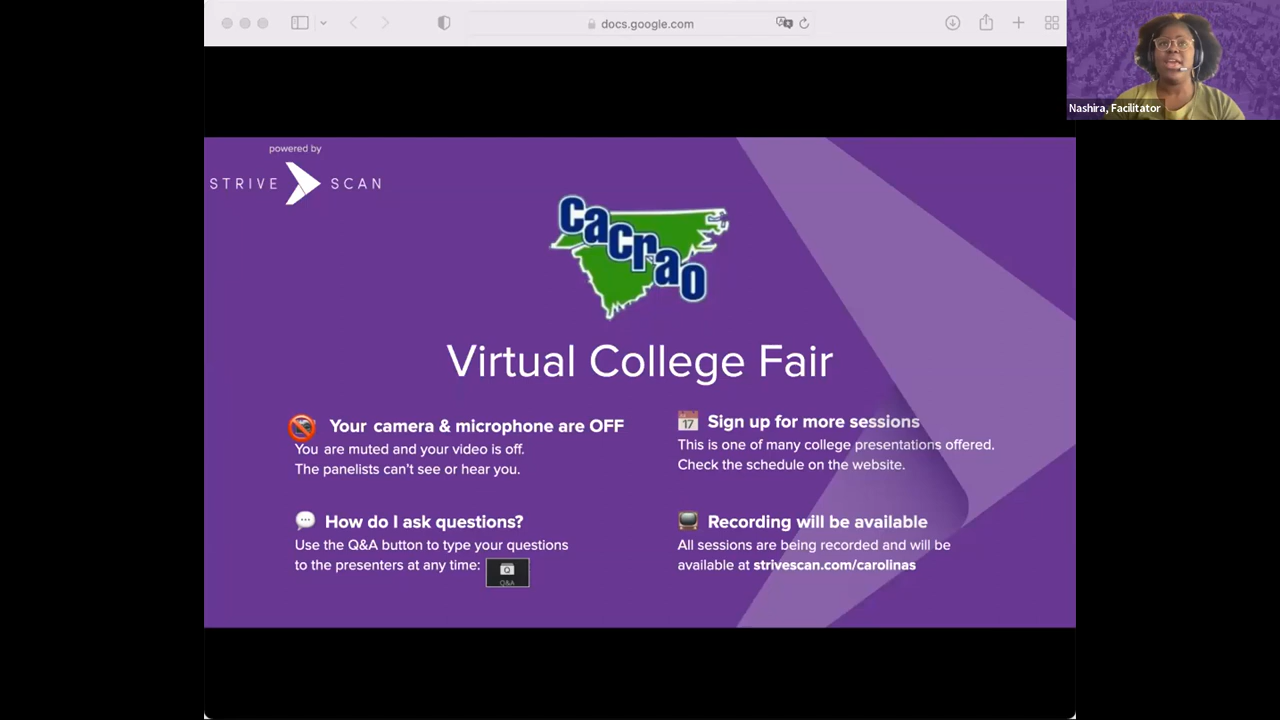 docs.google.com
Nashira, Facilitator
powered by
STRIVE SCAN
cacrao
Virtual College Fair
Your camera & microphone are OFF
You are muted and your video is off.
The panelists can't see or hear you.
Sign up for more sessions
This is one of many college presentations offered.
Check the schedule on the website.
How do I ask questions?
Use the Q&A button to type your questions
to the presenters at any time:
Q&A
Recording will be available
All sessions are being recorded and will be
available at strivescan.com/carolinas
17